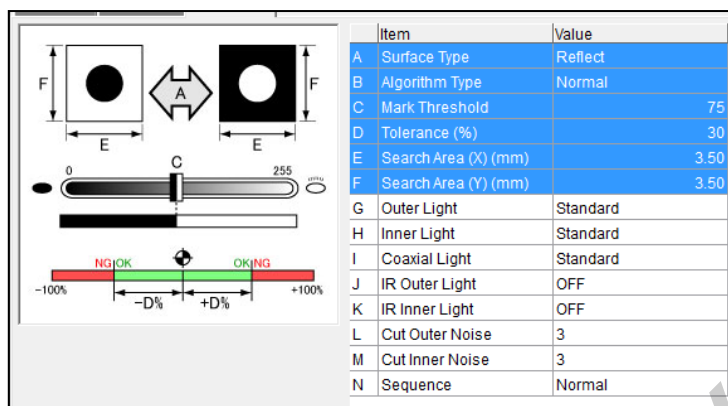 F
A
F
E
E
C
0
255
NG OK
OK NG
-100%
-D%
+D%
+100%
Item Value
A Surface Type Reflect
B Algorithm Type Normal
C Mark Threshold 75
D Tolerance (%) 30
E Search Area (X) (mm) 3.50
F Search Area (Y) (mm) 3.50
G Outer Light Standard
H Inner Light Standard
I Coaxial Light Standard
J IR Outer Light OFF
K IR Inner Light OFF
L Cut Outer Noise 3
M Cut Inner Noise 3
N Sequence Normal